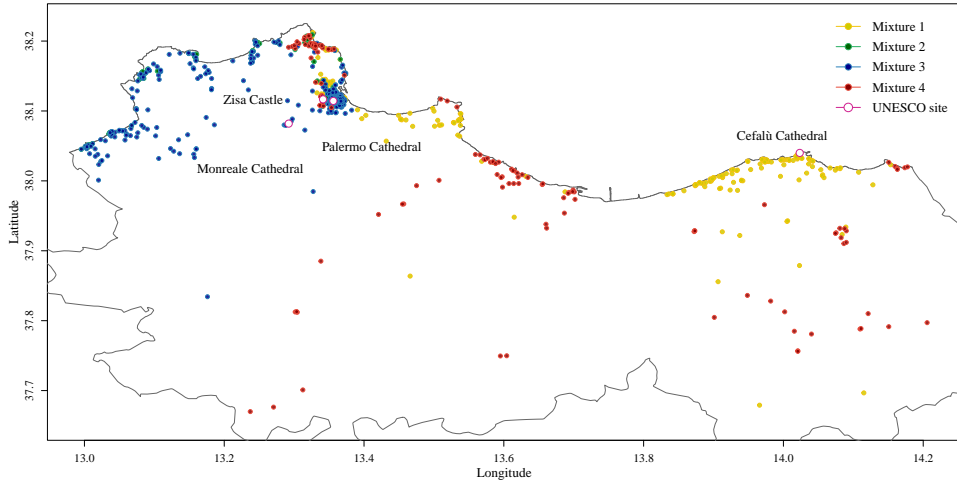 Mixture 1
Mixture 2
Mixture 3
Mixture 4
UNESCO site
Zisa Castle
Palermo Cathedral
Monreale Cathedral
Cefalù Cathedral
Latitude
38.2
38.1
38.0
37.9
37.8
37.7
13.0
13.2
13.4
13.6
13.8
14.0
14.2
Longitude